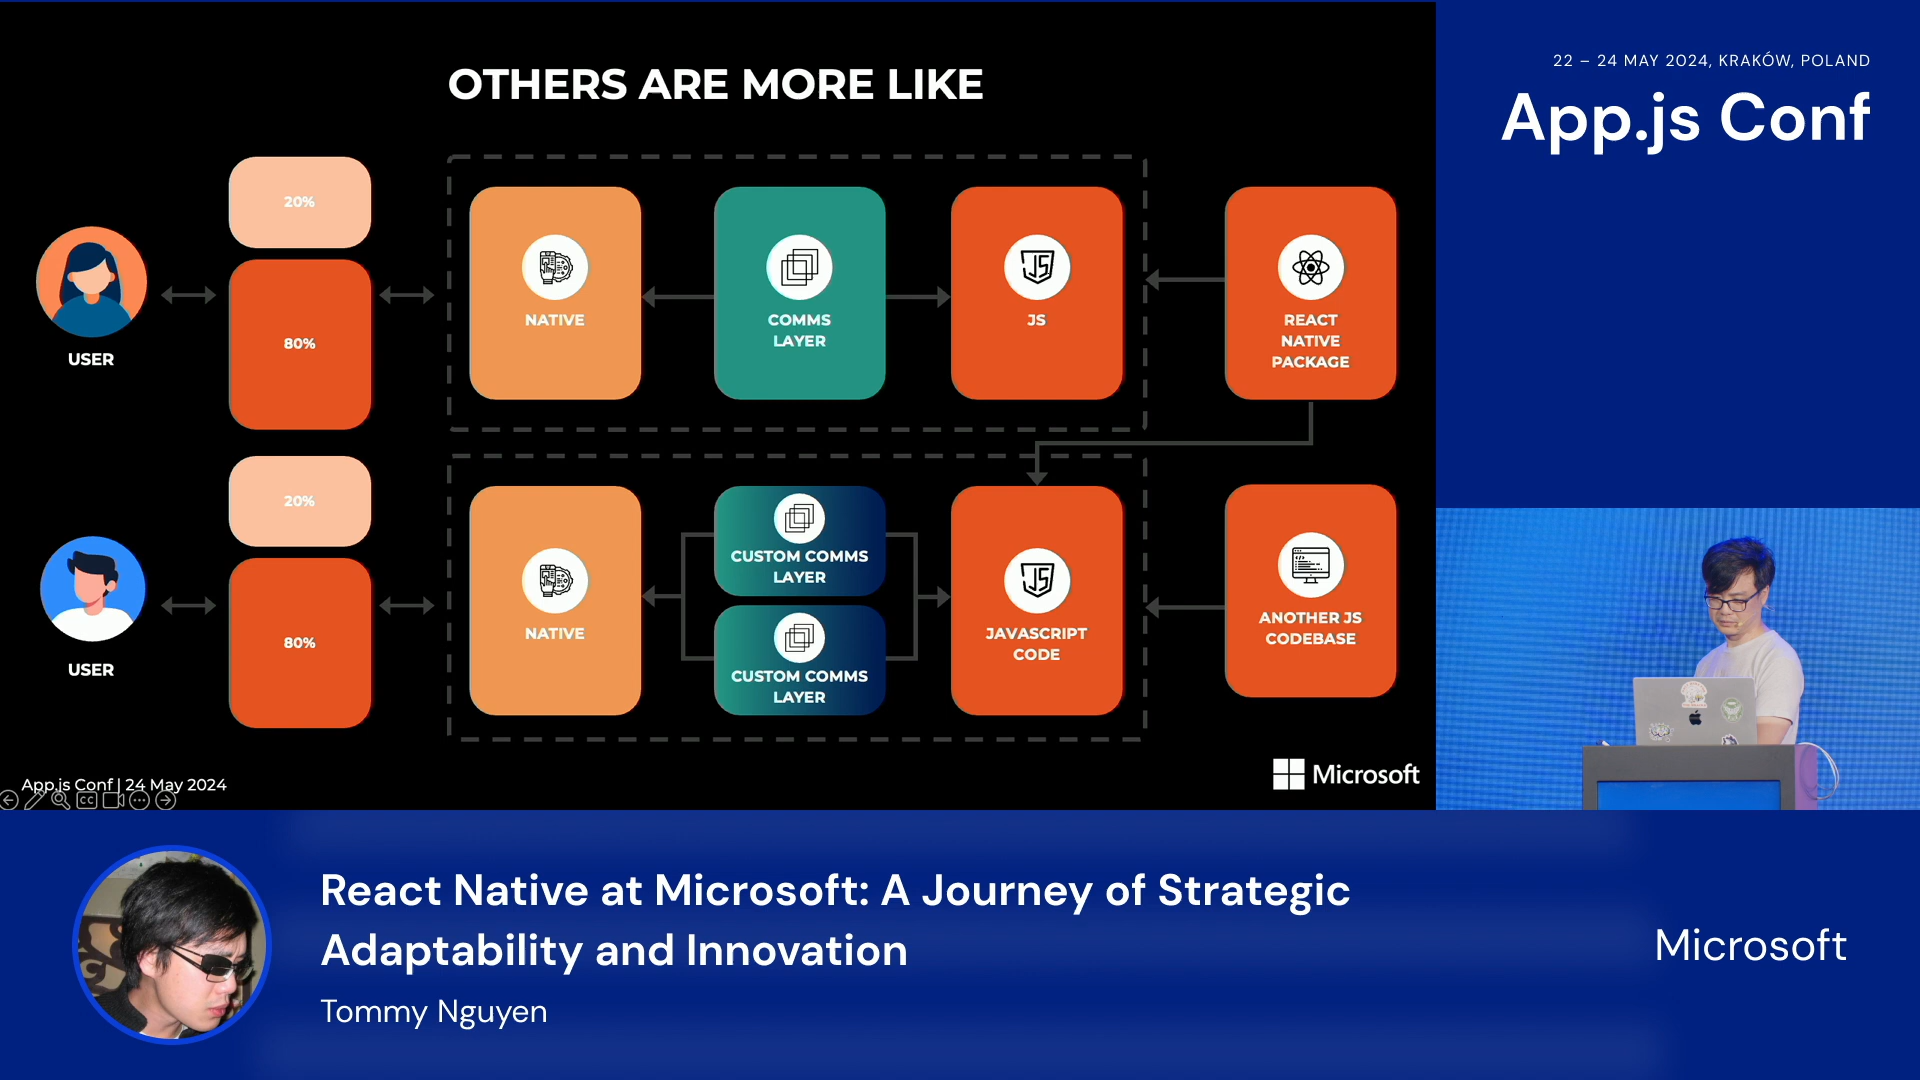 OTHERS ARE MORE LIKE
20%
80%
USER
NATIVE
COMMS
LAYER
JS
REACT
NATIVE
PACKAGE
20%
80%
USER
NATIVE
CUSTOM COMMS
LAYER
CUSTOM COMMS
LAYER
JS
JAVASCRIPT
CODE
ANOTHER JS
CODEBASE
JS
App.js Conf | 24 May 2024
CC
Microsoft
22 – 24 MAY 2024, KRAKÓW, POLAND
App.js Conf
React Native at Microsoft: A Journey of Strategic
Adaptability and Innovation
Tommy Nguyen
Microsoft